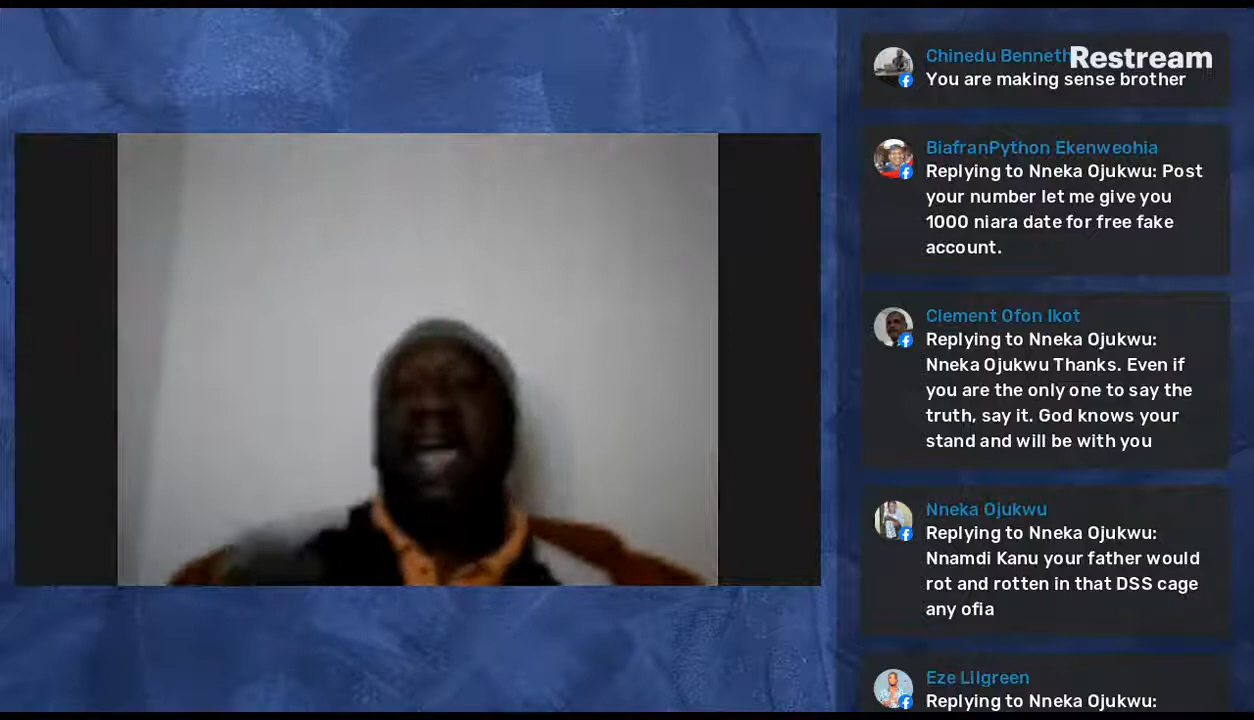 Chinedu Benneth
Restream
You are making sense brother
BiafranPython Ekenweohia
Replying to Nneka Ojukwu: Post
your number let me give you
1000 niara date for free fake
account.
Clement Ofon Ikot
Replying to Nneka Ojukwu:
Nneka Ojukwu Thanks. Even if
you are the only one to say the
truth, say it. God knows your
stand and will be with you
Nneka Ojukwu
Replying to Nneka Ojukwu:
Nnamdi Kanu your father would
rot and rotten in that DSS cage
any ofia
Eze Lilgreen
Replying to Nneka Ojukwu: